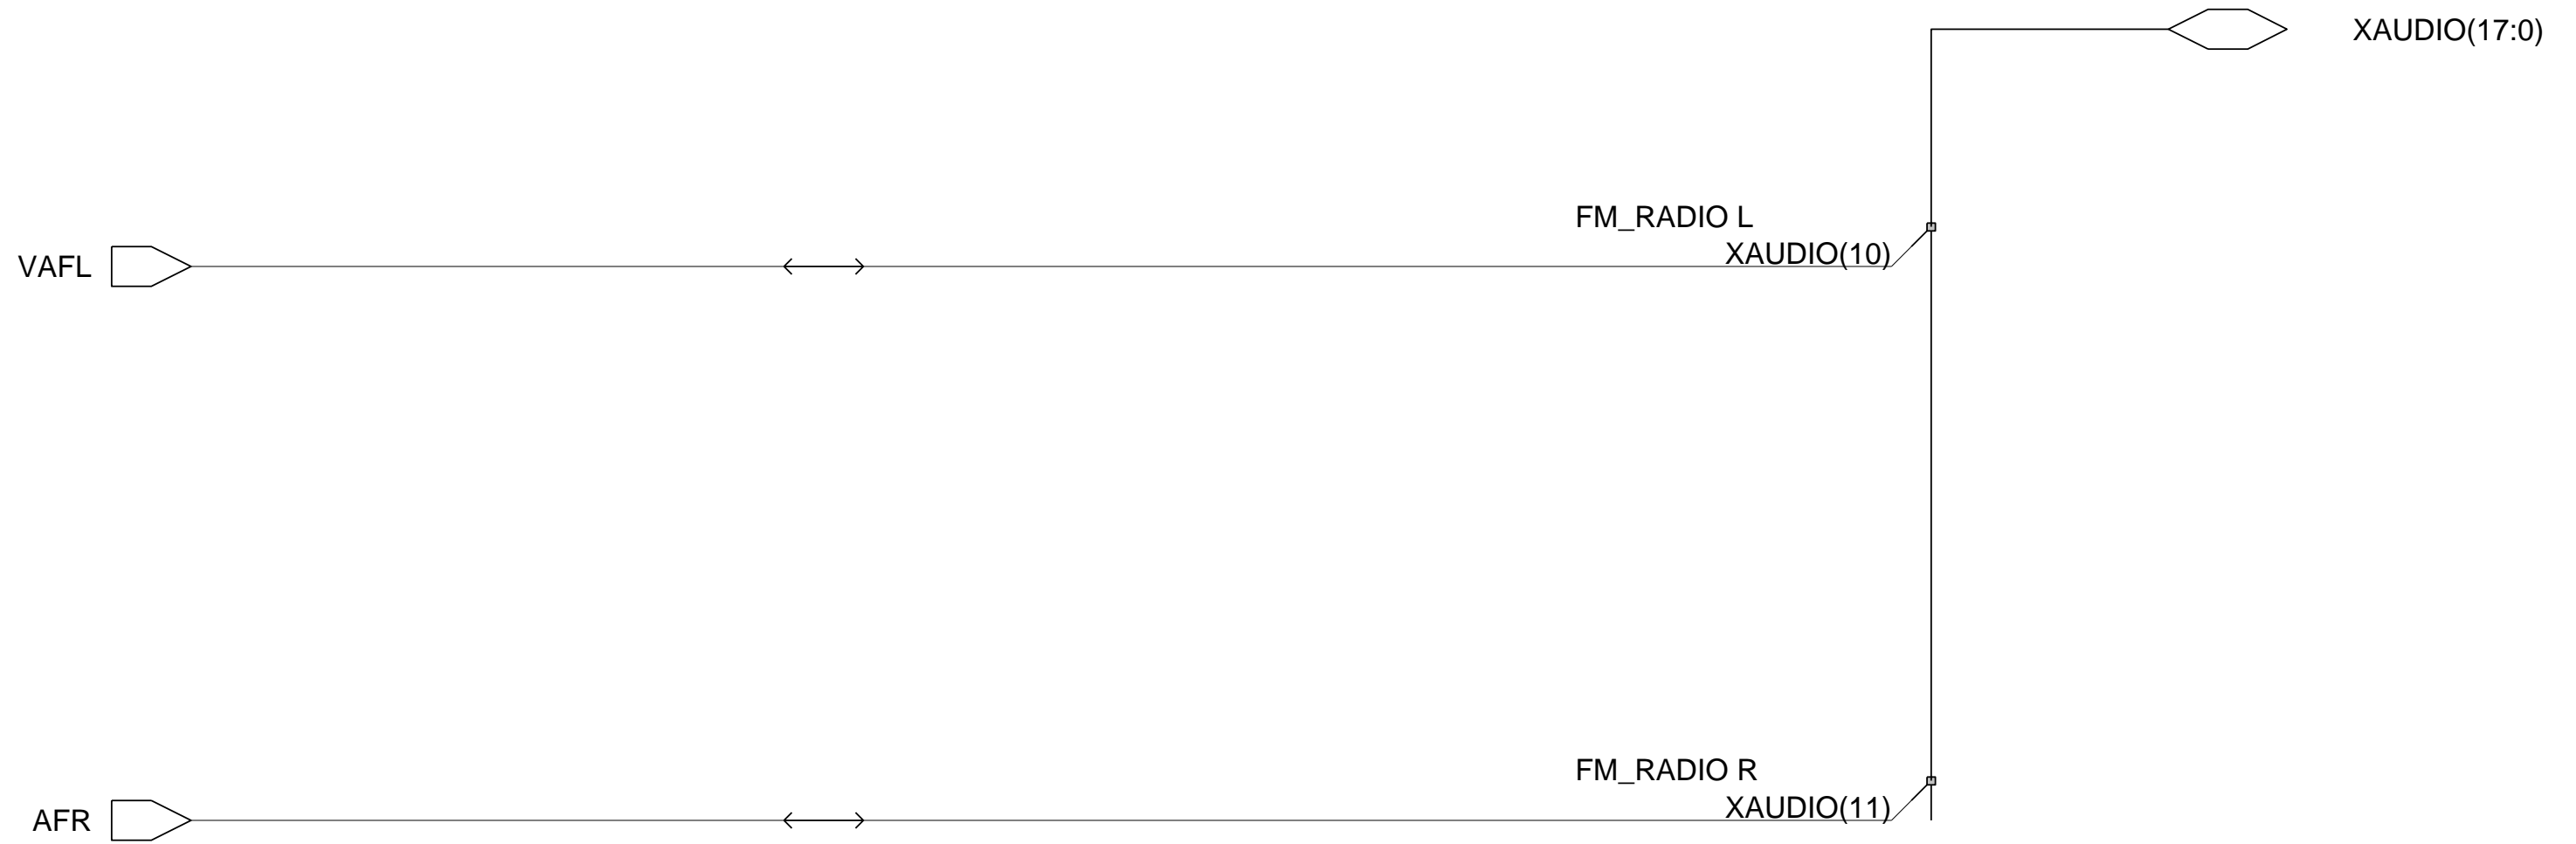 XAUDIO(17:0)
FM_RADIO L
XAUDIO(10)
VAFL
FM_RADIO R
XAUDIO(11)
AFR